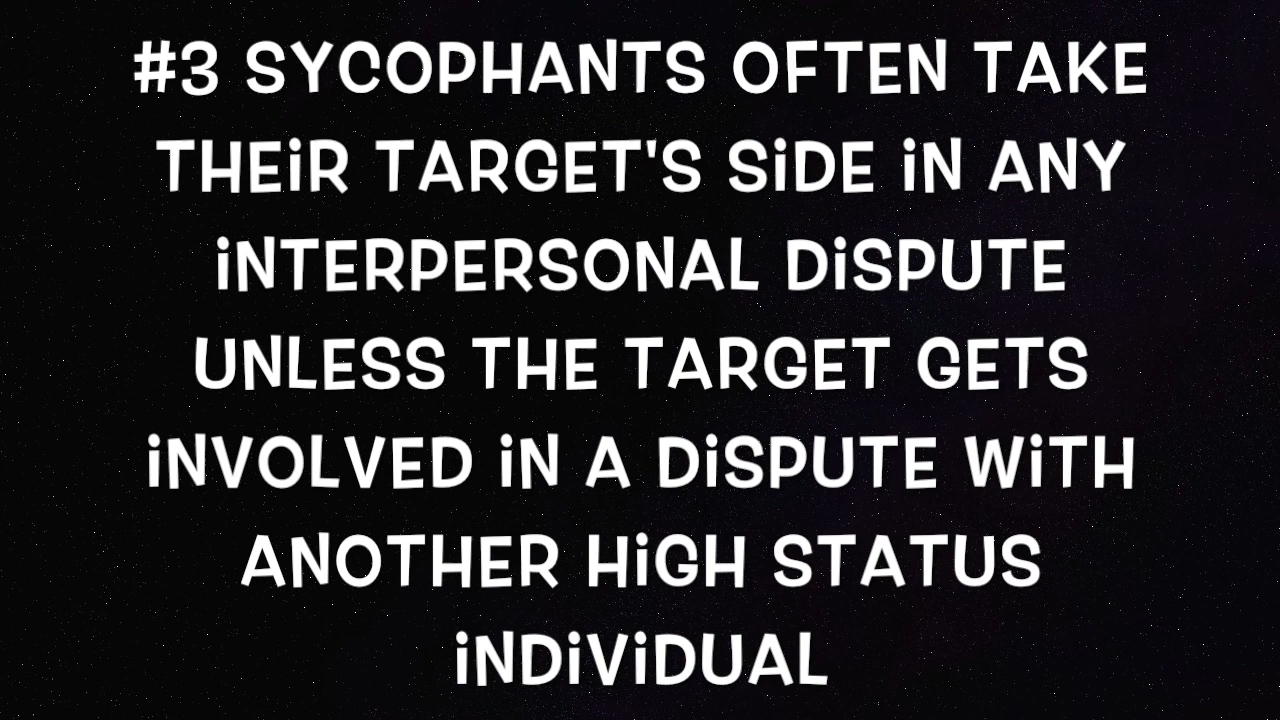 #3 SYCOPHANTS OFTEN TAKE
THEiR TARGET'S SiDE iN ANY
iNTERPERSONAL DiSPUTE
UNLESS THE TARGET GETS
iNVOLVED iN A DiSPUTE WiTH
ANOTHER HiGH STATUS
iNDiViDUAL